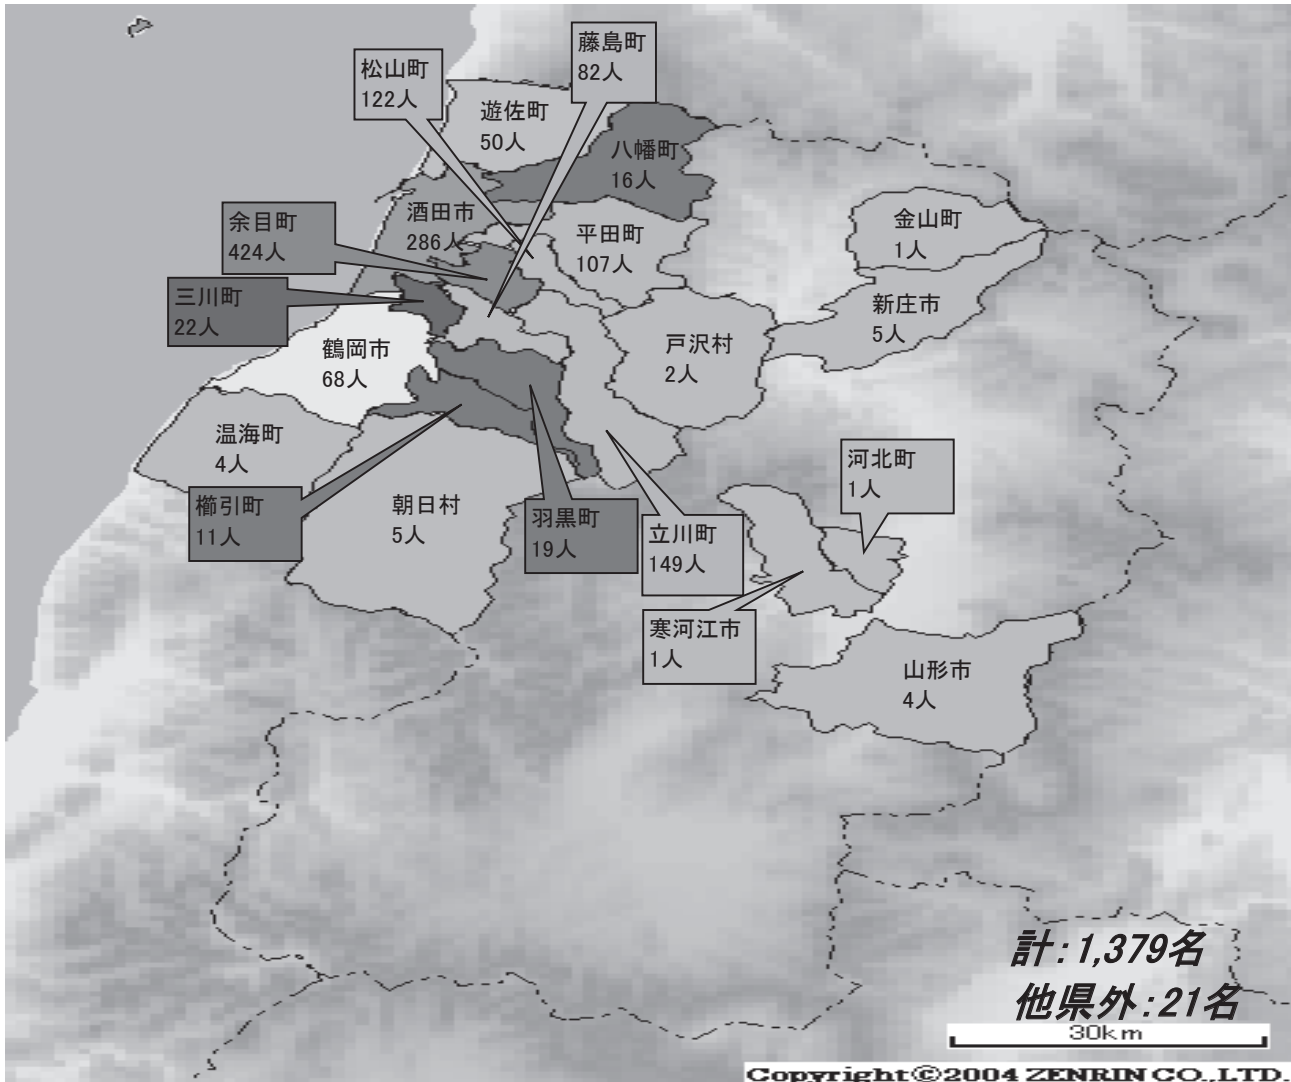 藤島町
82人
松山町
122人
遊佐町
50人
八幡町
16人
余目町
424人
酒田市
286人
平田町
107人
金山町
1人
三川町
22人
新庄市
5人
鶴岡市
68人
戸沢村
2人
温海町
4人
河北町
1人
櫛引町
11人
朝日村
5人
羽黒町
19人
立川町
149人
寒河江市
1人
山形市
4人
計:1,379名
他県外:21名
30km
Copyright©2004 ZENRIN CO.,LTD.